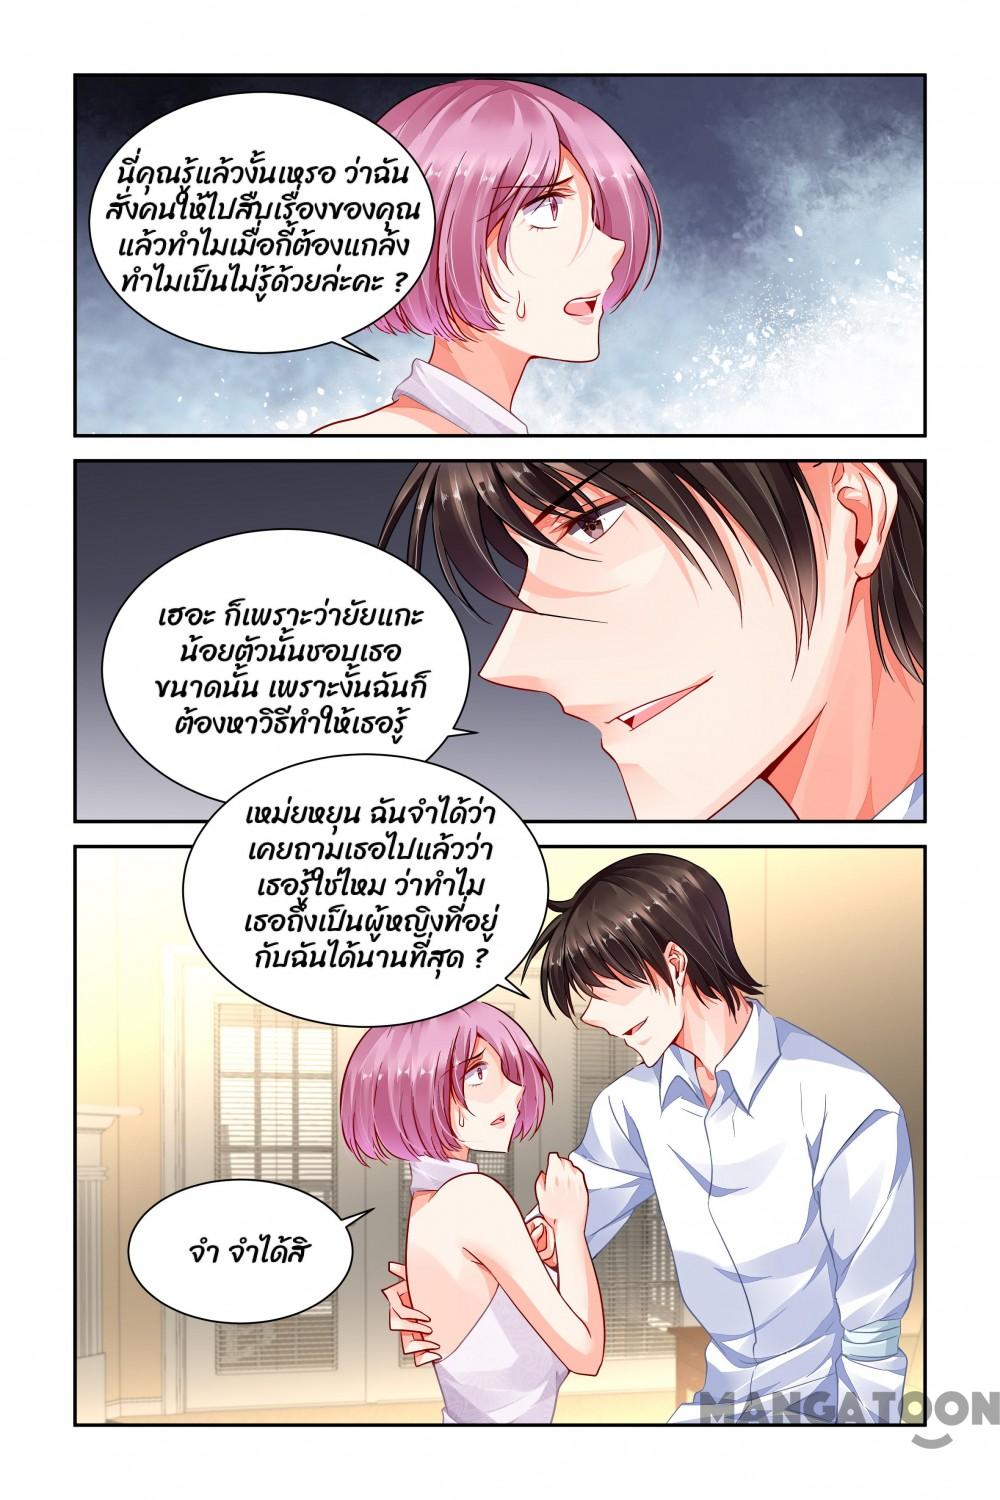 นี่คุณรู้แล้วงั้นเหรอ ว่าฉัน
สั่งคนให้ไปสืบเรื่องของคุณ
แล้วทำไมเมื่อกี้ต้องแกล้ง
ทำไมเป็นไม่รู้ด้วยล่ะคะ ?
เฮอะ ก็เพราะว่ายัยแกะ
น้อยตัวนั้นชอบเธอ
ขนาดนั้น เพราะงั้นฉันก็
ต้องหาวิธีทำให้เธอรู้
เหม่ยหยุน ฉันจำได้ว่า
เคยถามเธอไปแล้วว่า
เธอรู้ใช่ไหม ว่าทำไม
เธอถึงเป็นผู้หญิงที่อยู่
กับฉันได้นานที่สุด ?
จำ จำได้สิ
MANGATOON